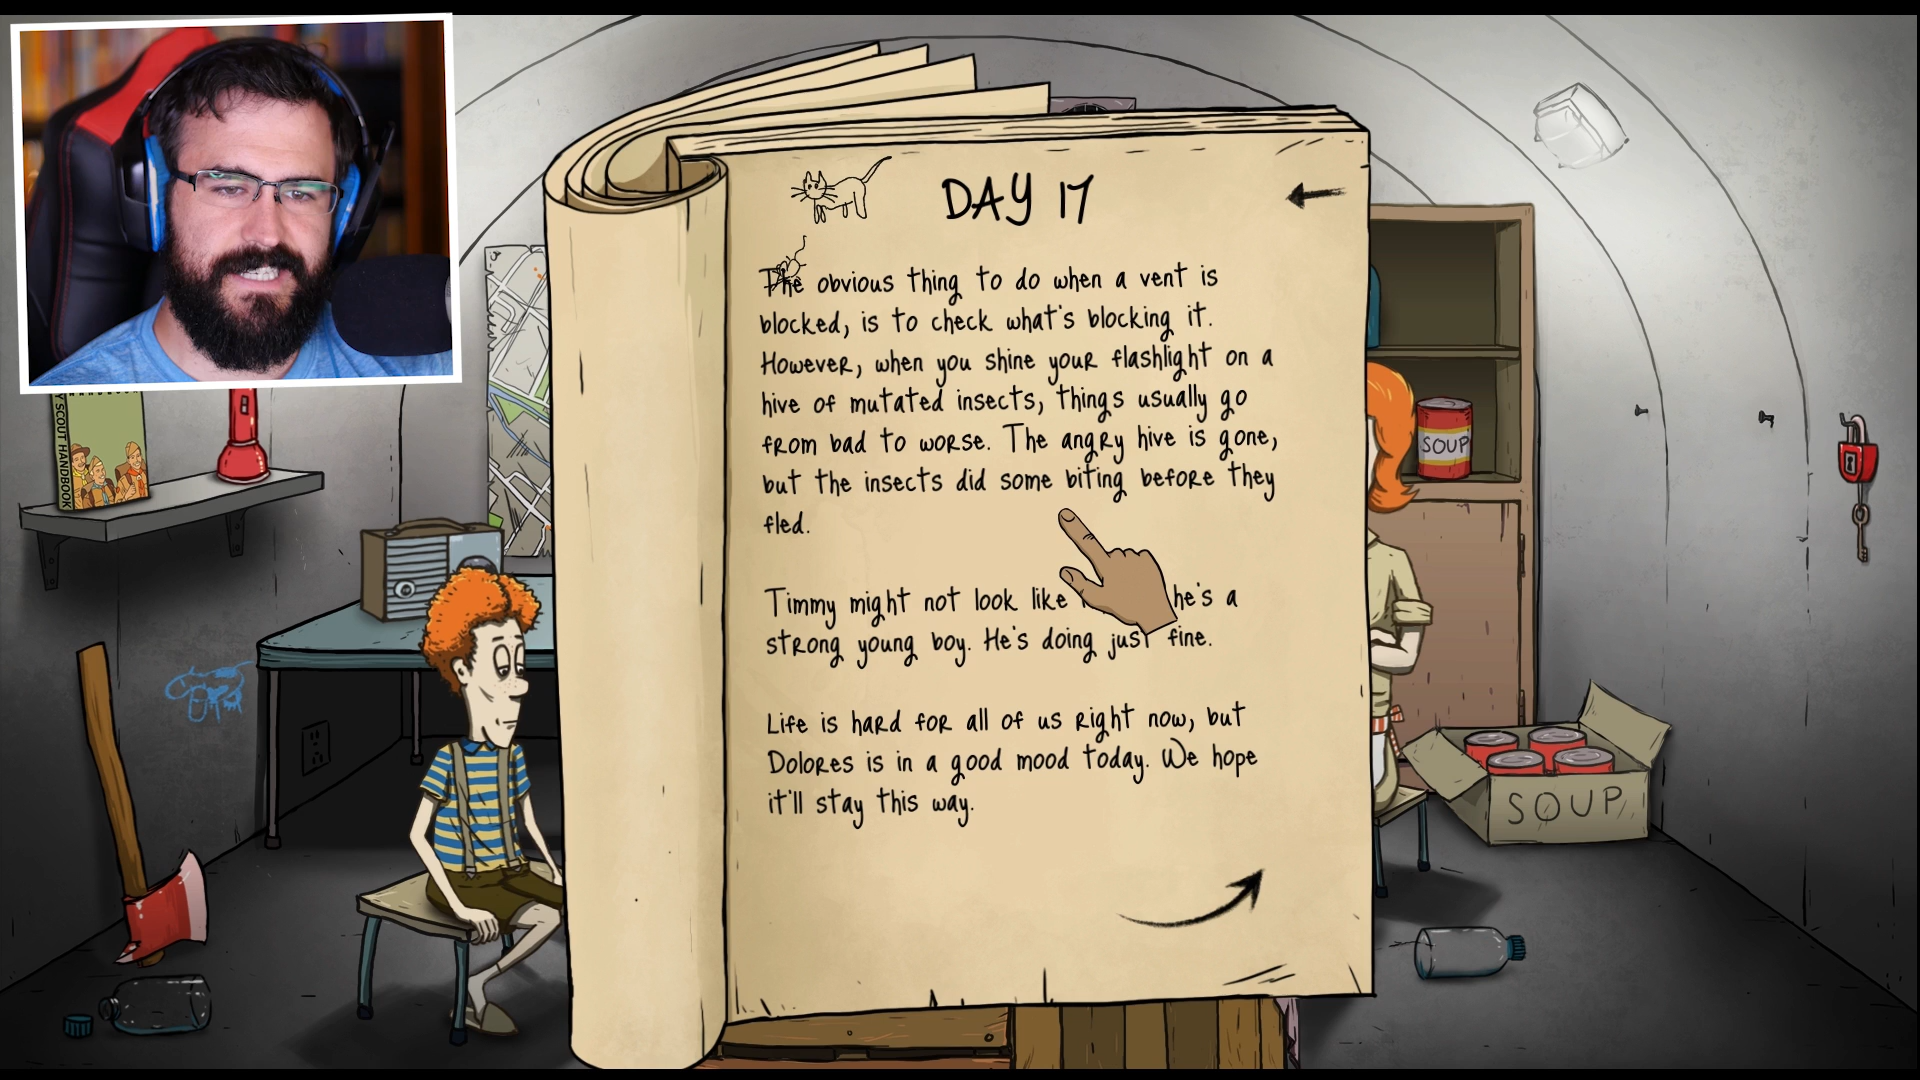 DAY 17
The obvious thing to do when a vent is
blocked, is to check what's blocking it.
However, when you shine your flashlight on a
hive of mutated insects, things usually go
from bad to worse. The angry hive is gone,
but the insects did some biting before they
fled.
Timmy might not look like he's a
strong young boy. He's doing just fine.
Life is hard for all of us right now, but
Dolores is in a good mood today. We hope
it'll stay this way.
SCOUT HANDBOOK
SOUP
SOUP